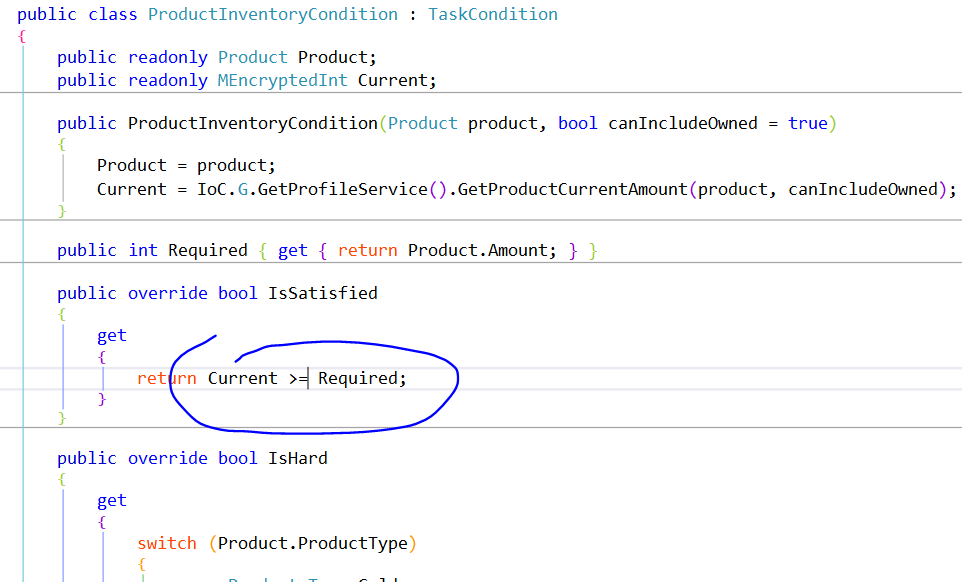 public class ProductInventoryCondition : TaskCondition
{
public readonly Product Product;
public readonly MEncryptedInt Current;
public ProductInventoryCondition(Product product, bool canIncludeOwned = true)
{
Product = product;
Current = IoC.G.GetProfileService().GetProductCurrentAmount(product, canIncludeOwned);
}
public int Required { get { return Product.Amount; } }
public override bool IsSatisfied
{
get
{
return Current >= Required;
}
}
public override bool IsHard
{
get
{
switch (Product.ProductType)
{